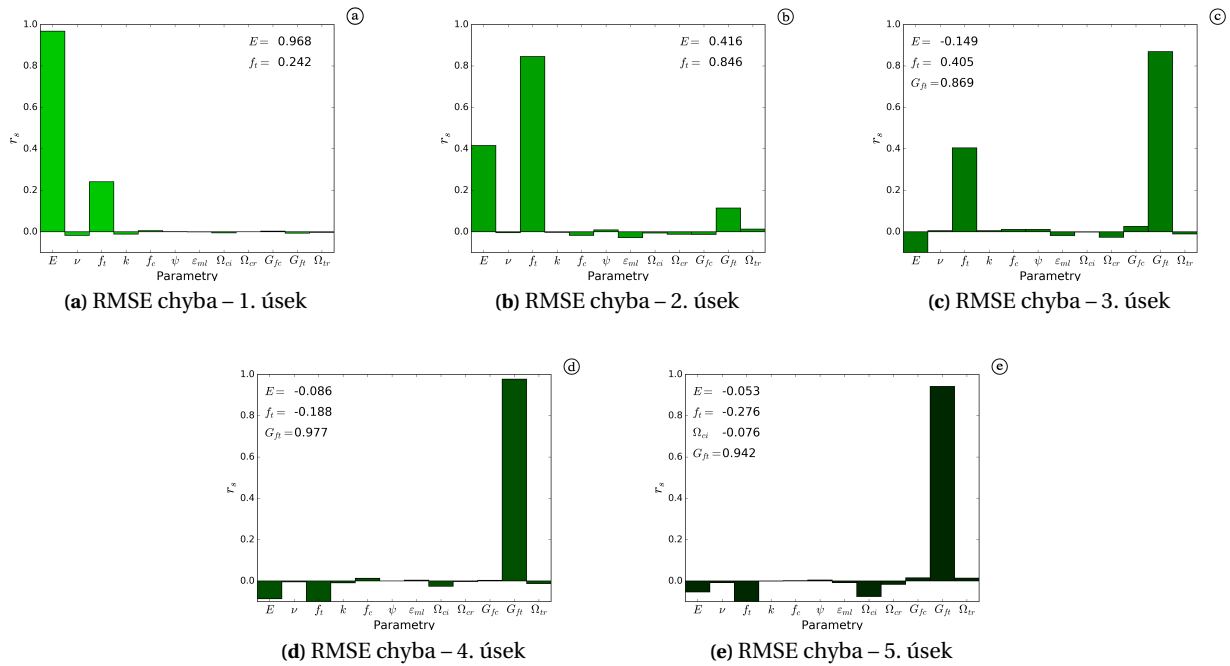 ⓐ
1.0
0.8
0.6
0.4
0.2
0.0
r_s
E = 0.968
f_t = 0.242
E ν f_t k f_c ψ ε_ml Ω_ci Ω_cr G_fc G_ft Ω_tr
Parametry
(a) RMSE chyba – 1. úsek
ⓑ
1.0
0.8
0.6
0.4
0.2
0.0
r_s
E = 0.416
f_t = 0.846
E ν f_t k f_c ψ ε_ml Ω_ci Ω_cr G_fc G_ft Ω_tr
Parametry
(b) RMSE chyba – 2. úsek
ⓒ
1.0
0.8
0.6
0.4
0.2
0.0
r_s
E = -0.149
f_t = 0.405
G_ft = 0.869
E ν f_t k f_c ψ ε_ml Ω_ci Ω_cr G_fc G_ft Ω_tr
Parametry
(c) RMSE chyba – 3. úsek
ⓓ
1.0
0.8
0.6
0.4
0.2
0.0
r_s
E = -0.086
f_t = -0.188
G_ft = 0.977
E ν f_t k f_c ψ ε_ml Ω_ci Ω_cr G_fc G_ft Ω_tr
Parametry
(d) RMSE chyba – 4. úsek
ⓔ
1.0
0.8
0.6
0.4
0.2
0.0
r_s
E = -0.053
f_t = -0.276
Ω_ci -0.076
G_ft = 0.942
E ν f_t k f_c ψ ε_ml Ω_ci Ω_cr G_fc G_ft Ω_tr
Parametry
(e) RMSE chyba – 5. úsek